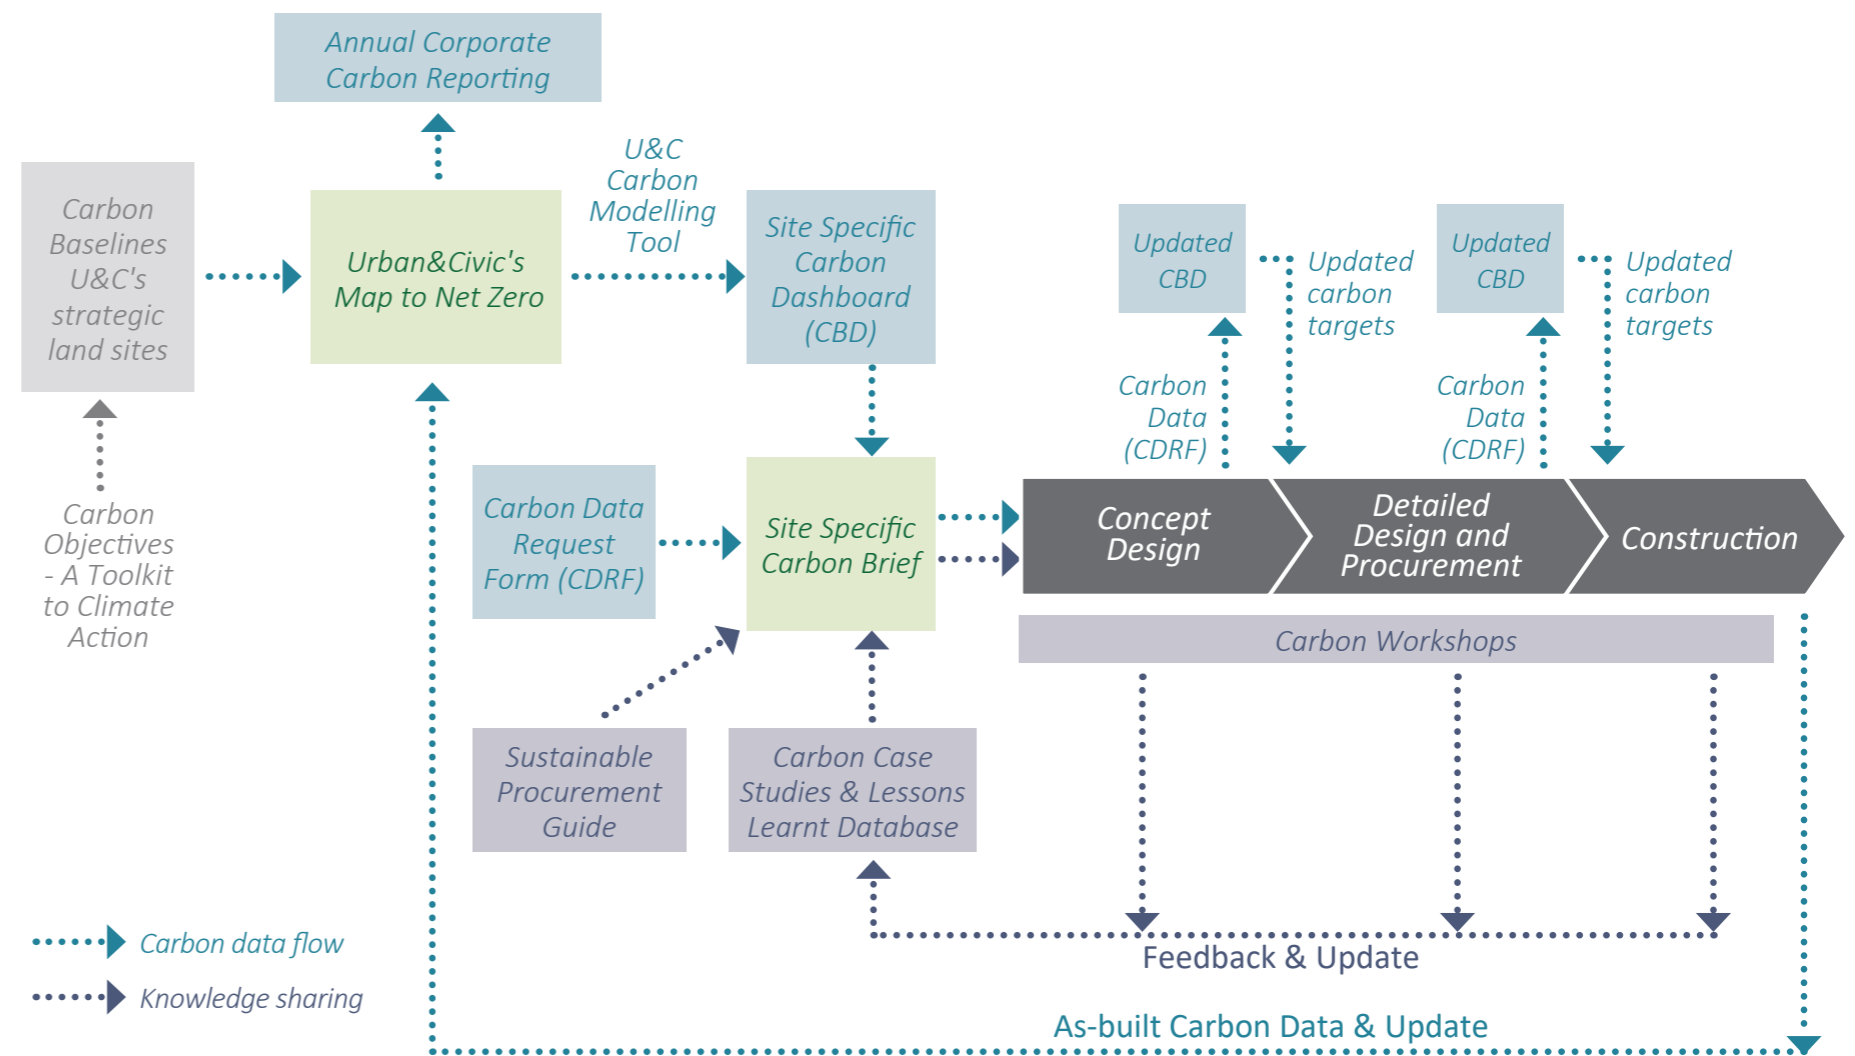 Annual Corporate
Carbon Reporting
Carbon
Baselines
U&C's
strategic
land sites
Urban&Civic's
Map to Net Zero
U&C
Carbon
Modelling
Tool
Site Specific
Carbon
Dashboard
(CBD)
Updated
CBD
Updated
carbon
targets
Updated
CBD
Updated
carbon
targets
Carbon
Data
(CDRF)
Carbon
Data
(CDRF)
Carbon
Objectives
- A Toolkit
to Climate
Action
Carbon Data
Request
Form (CDRF)
Site Specific
Carbon Brief
Concept
Design
Detailed
Design and
Procurement
Construction
Carbon Workshops
Sustainable
Procurement
Guide
Carbon Case
Studies & Lessons
Learnt Database
Carbon data flow
Knowledge sharing
Feedback & Update
As-built Carbon Data & Update